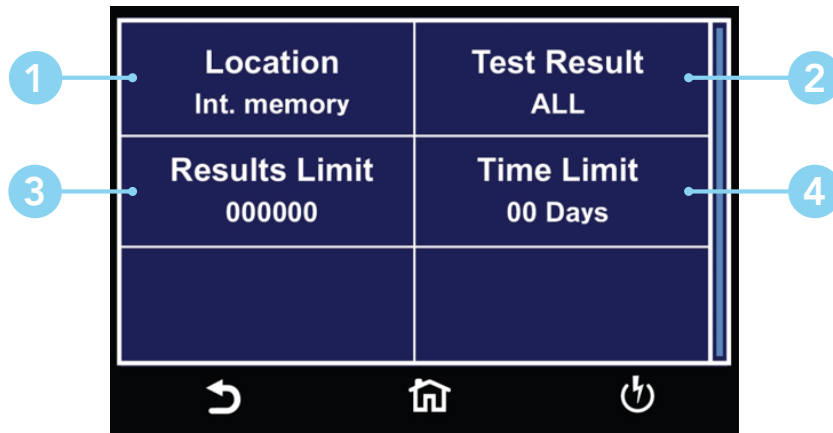 1
Location
Int. memory
Test Result
ALL
2
3
Results Limit
000000
Time Limit
00 Days
4